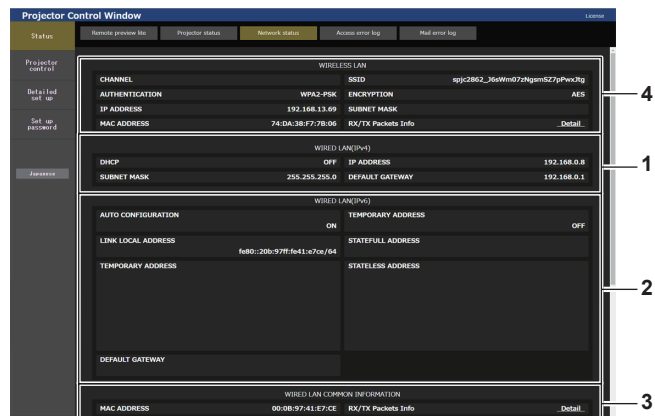 Projector Control Window
License
Status
Remote preview lite
Projector status
Network status
Access error log
Mail error log
Projector
control
Detailed
set up
Set up
password
Japanese
WIRELESS LAN
CHANNEL
SSID spjc2862_J6sWm07zNgsmSZ7pPwxJtg
AUTHENTICATION WPA2-PSK
ENCRYPTION AES
IP ADDRESS 192.168.13.69
SUBNET MASK
MAC ADDRESS 74:DA:38:F7:7B:06
RX/TX Packets Info Detail
4
WIRED LAN(IPv4)
DHCP OFF
IP ADDRESS 192.168.0.8
SUBNET MASK 255.255.255.0
DEFAULT GATEWAY 192.168.0.1
1
WIRED LAN(IPv6)
AUTO CONFIGURATION
ON
TEMPORARY ADDRESS
OFF
LINK LOCAL ADDRESS
fe80::20b:97ff:fe41:e7ce/64
STATEFULL ADDRESS
TEMPORARY ADDRESS
STATELESS ADDRESS
DEFAULT GATEWAY
2
WIRED LAN COMMON INFORMATION
MAC ADDRESS 00:0B:97:41:E7:CE
RX/TX Packets Info Detail
3